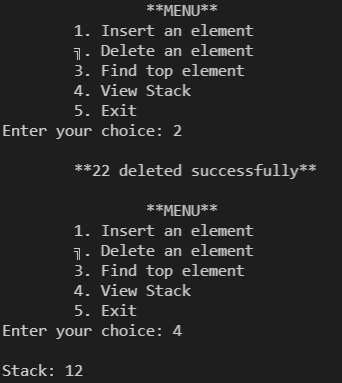 **MENU**
1. Insert an element
╗. Delete an element
3. Find top element
4. View Stack
5. Exit
Enter your choice: 2
**22 deleted successfully**
**MENU**
1. Insert an element
╗. Delete an element
3. Find top element
4. View Stack
5. Exit
Enter your choice: 4
Stack: 12